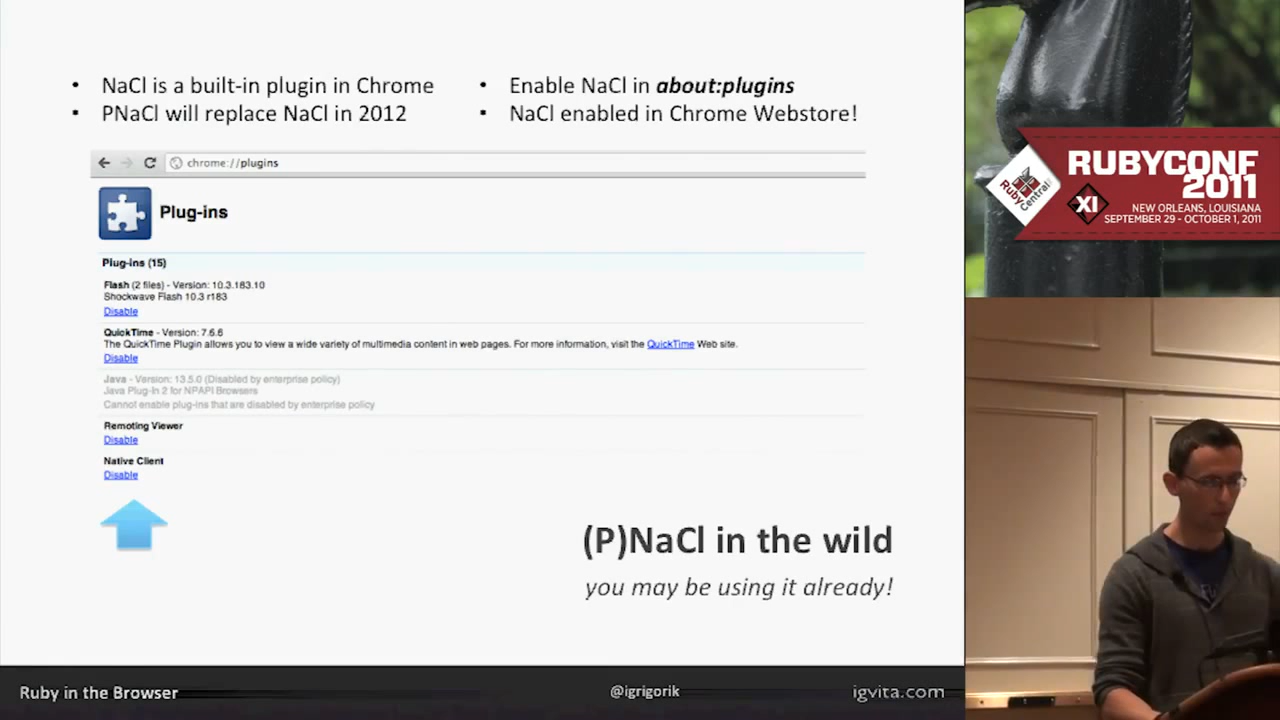 • NaCl is a built-in plugin in Chrome
▪ PNaCl will replace NaCl in 2012
• Enable NaCl in about:plugins
▪ NaCl enabled in Chrome Webstore!
chrome://plugins
Plug-ins
Plug-ins (15)
Flash (2 files) - Version: 10.3.183.10
Shockwave Flash 10.3 r183
Disable
QuickTime - Version: 7.6.6
The QuickTime Plugin allows you to view a wide variety of multimedia content in web pages. For more information, visit the QuickTime Web site.
Disable
Java - Version: 13.5.0 (Disabled by enterprise policy)
Java Plug-in 2 for NPAPI Browsers
Cannot enable plug-ins that are disabled by enterprise policy
Remoting Viewer
Disable
Native Client
Disable
(P)NaCl in the wild
you may be using it already!
Ruby in the Browser
@igrigorik
igvita.com
RubyCentral
XI
RUBYCONF
2011
NEW ORLEANS, LOUISIANA
SEPTEMBER 29 - OCTOBER 1, 2011